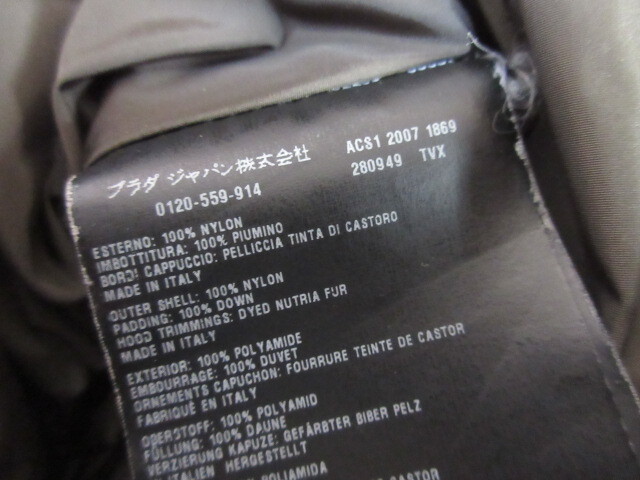 プラダ ジャパン株式会社
0120-559-914
ACS1 2007 1869
280949 TVX
ESTERNO: 100% NYLON
IMBOTTITURA: 100% PIUMINO
BORDI CAPPUCCIO: PELLICCIA TINTA DI CASTORO
MADE IN ITALY
OUTER SHELL: 100% NYLON
PADDING: 100% DOWN
HOOD TRIMMINGS: DYED NUTRIA FUR
MADE IN ITALY
EXTERIOR: 100% POLYAMIDE
EMBOURRAGE: 100% DUVET
ORNEMENTS CAPUCHON: FOURRURE TEINTE DE CASTOR
FABRIQUÉ EN ITALY
OBERSTOFF: 100% POLYAMID
FÜLLUNG: 100% DAUNE
VERZIERUNG KAPUZE: GEFÄRBTER BIBER PELZ
ITALIEN HERGESTELLT
POLIAMIDA
CASTOR